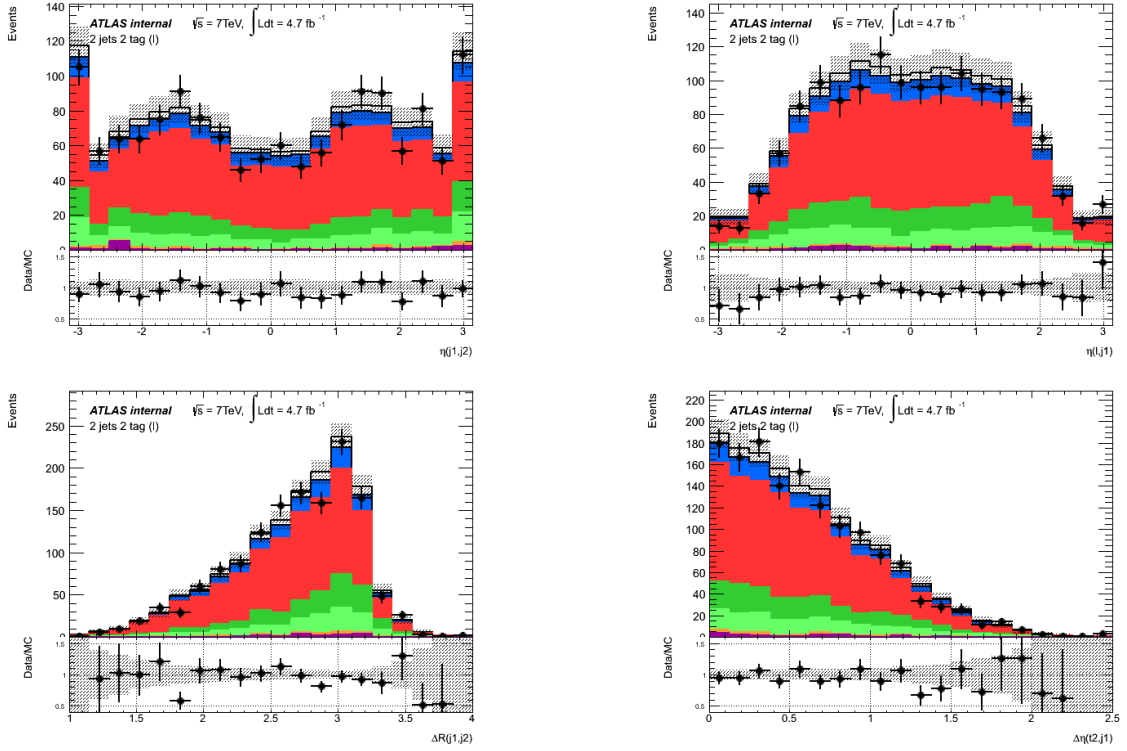 Events
140
120
100
80
60
40
20
0
ATLAS internal √s = 7TeV, ∫ Ldt = 4.7 fb⁻¹
2 jets 2 tag (l)
Data/MC
1.5
1
0.5
-3 -2 -1 0 1 2 3
η(j1,j2)
Events
140
120
100
80
60
40
20
0
ATLAS internal √s = 7TeV, ∫ Ldt = 4.7 fb⁻¹
2 jets 2 tag (l)
Data/MC
1.5
1
0.5
-3 -2 -1 0 1 2 3
η(l,j1)
Events
250
200
150
100
50
0
ATLAS internal √s = 7TeV, ∫ Ldt = 4.7 fb⁻¹
2 jets 2 tag (l)
Data/MC
1.5
1
0.5
1 1.5 2 2.5 3 3.5 4
ΔR(j1,j2)
Events
220
200
180
160
140
120
100
80
60
40
20
0
ATLAS internal √s = 7TeV, ∫ Ldt = 4.7 fb⁻¹
2 jets 2 tag (l)
Data/MC
1.5
1
0.5
0 0.5 1 1.5 2 2.5
Δη(t2,j1)